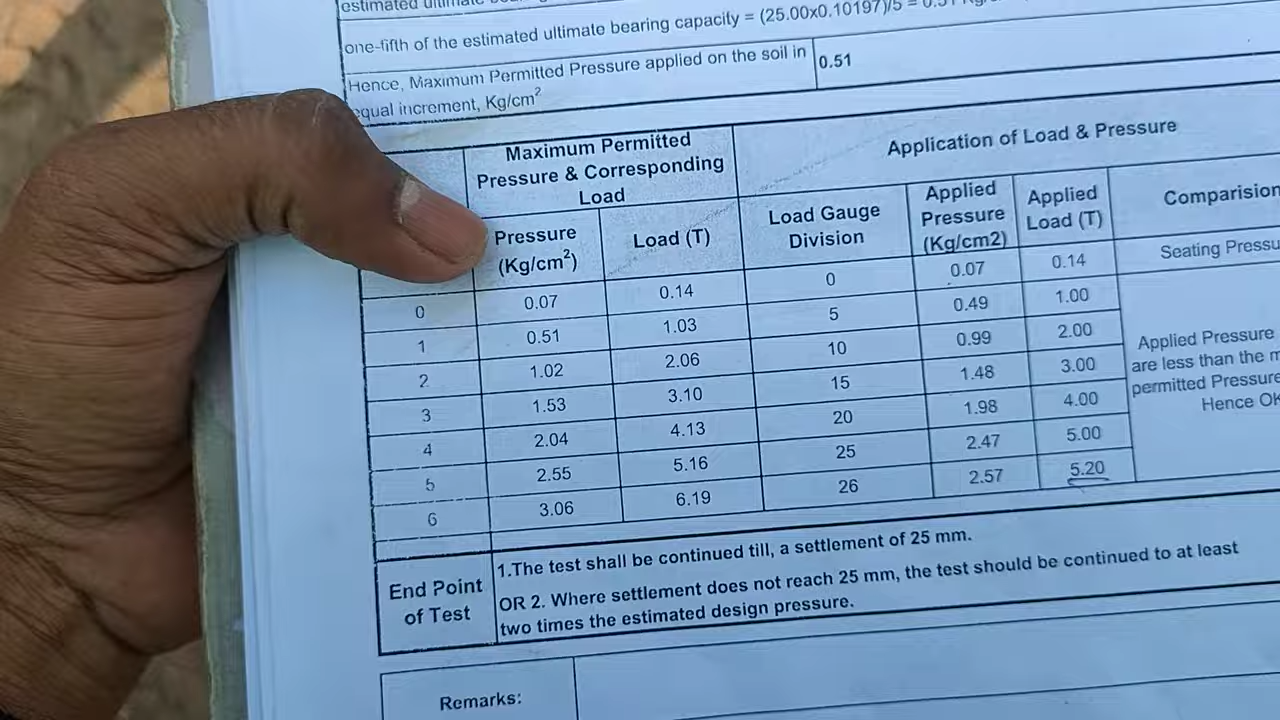 estimated ultimate
one-fifth of the estimated ultimate bearing capacity = (25.00x0.10197)/5 = 0.51
Hence, Maximum Permitted Pressure applied on the soil in
equal increment, Kg/cm²
0.51
Maximum Permitted
Pressure & Corresponding
Load
Application of Load & Pressure
Pressure
(Kg/cm²)
Load (T)
Load Gauge
Division
Applied
Pressure
(Kg/cm2)
Applied
Load (T)
Comparision
0 0.07 0.14 0 0.07 0.14 Seating Pressu
1 0.51 1.03 5 0.49 1.00
2 1.02 2.06 10 0.99 2.00
3 1.53 3.10 15 1.48 3.00
4 2.04 4.13 20 1.98 4.00
5 2.55 5.16 25 2.47 5.00
6 3.06 6.19 26 2.57 5.20
Applied Pressure
are less than the m
permitted Pressure
Hence OK
End Point
of Test
1.The test shall be continued till, a settlement of 25 mm.
OR 2. Where settlement does not reach 25 mm, the test should be continued to at least
two times the estimated design pressure.
Remarks: